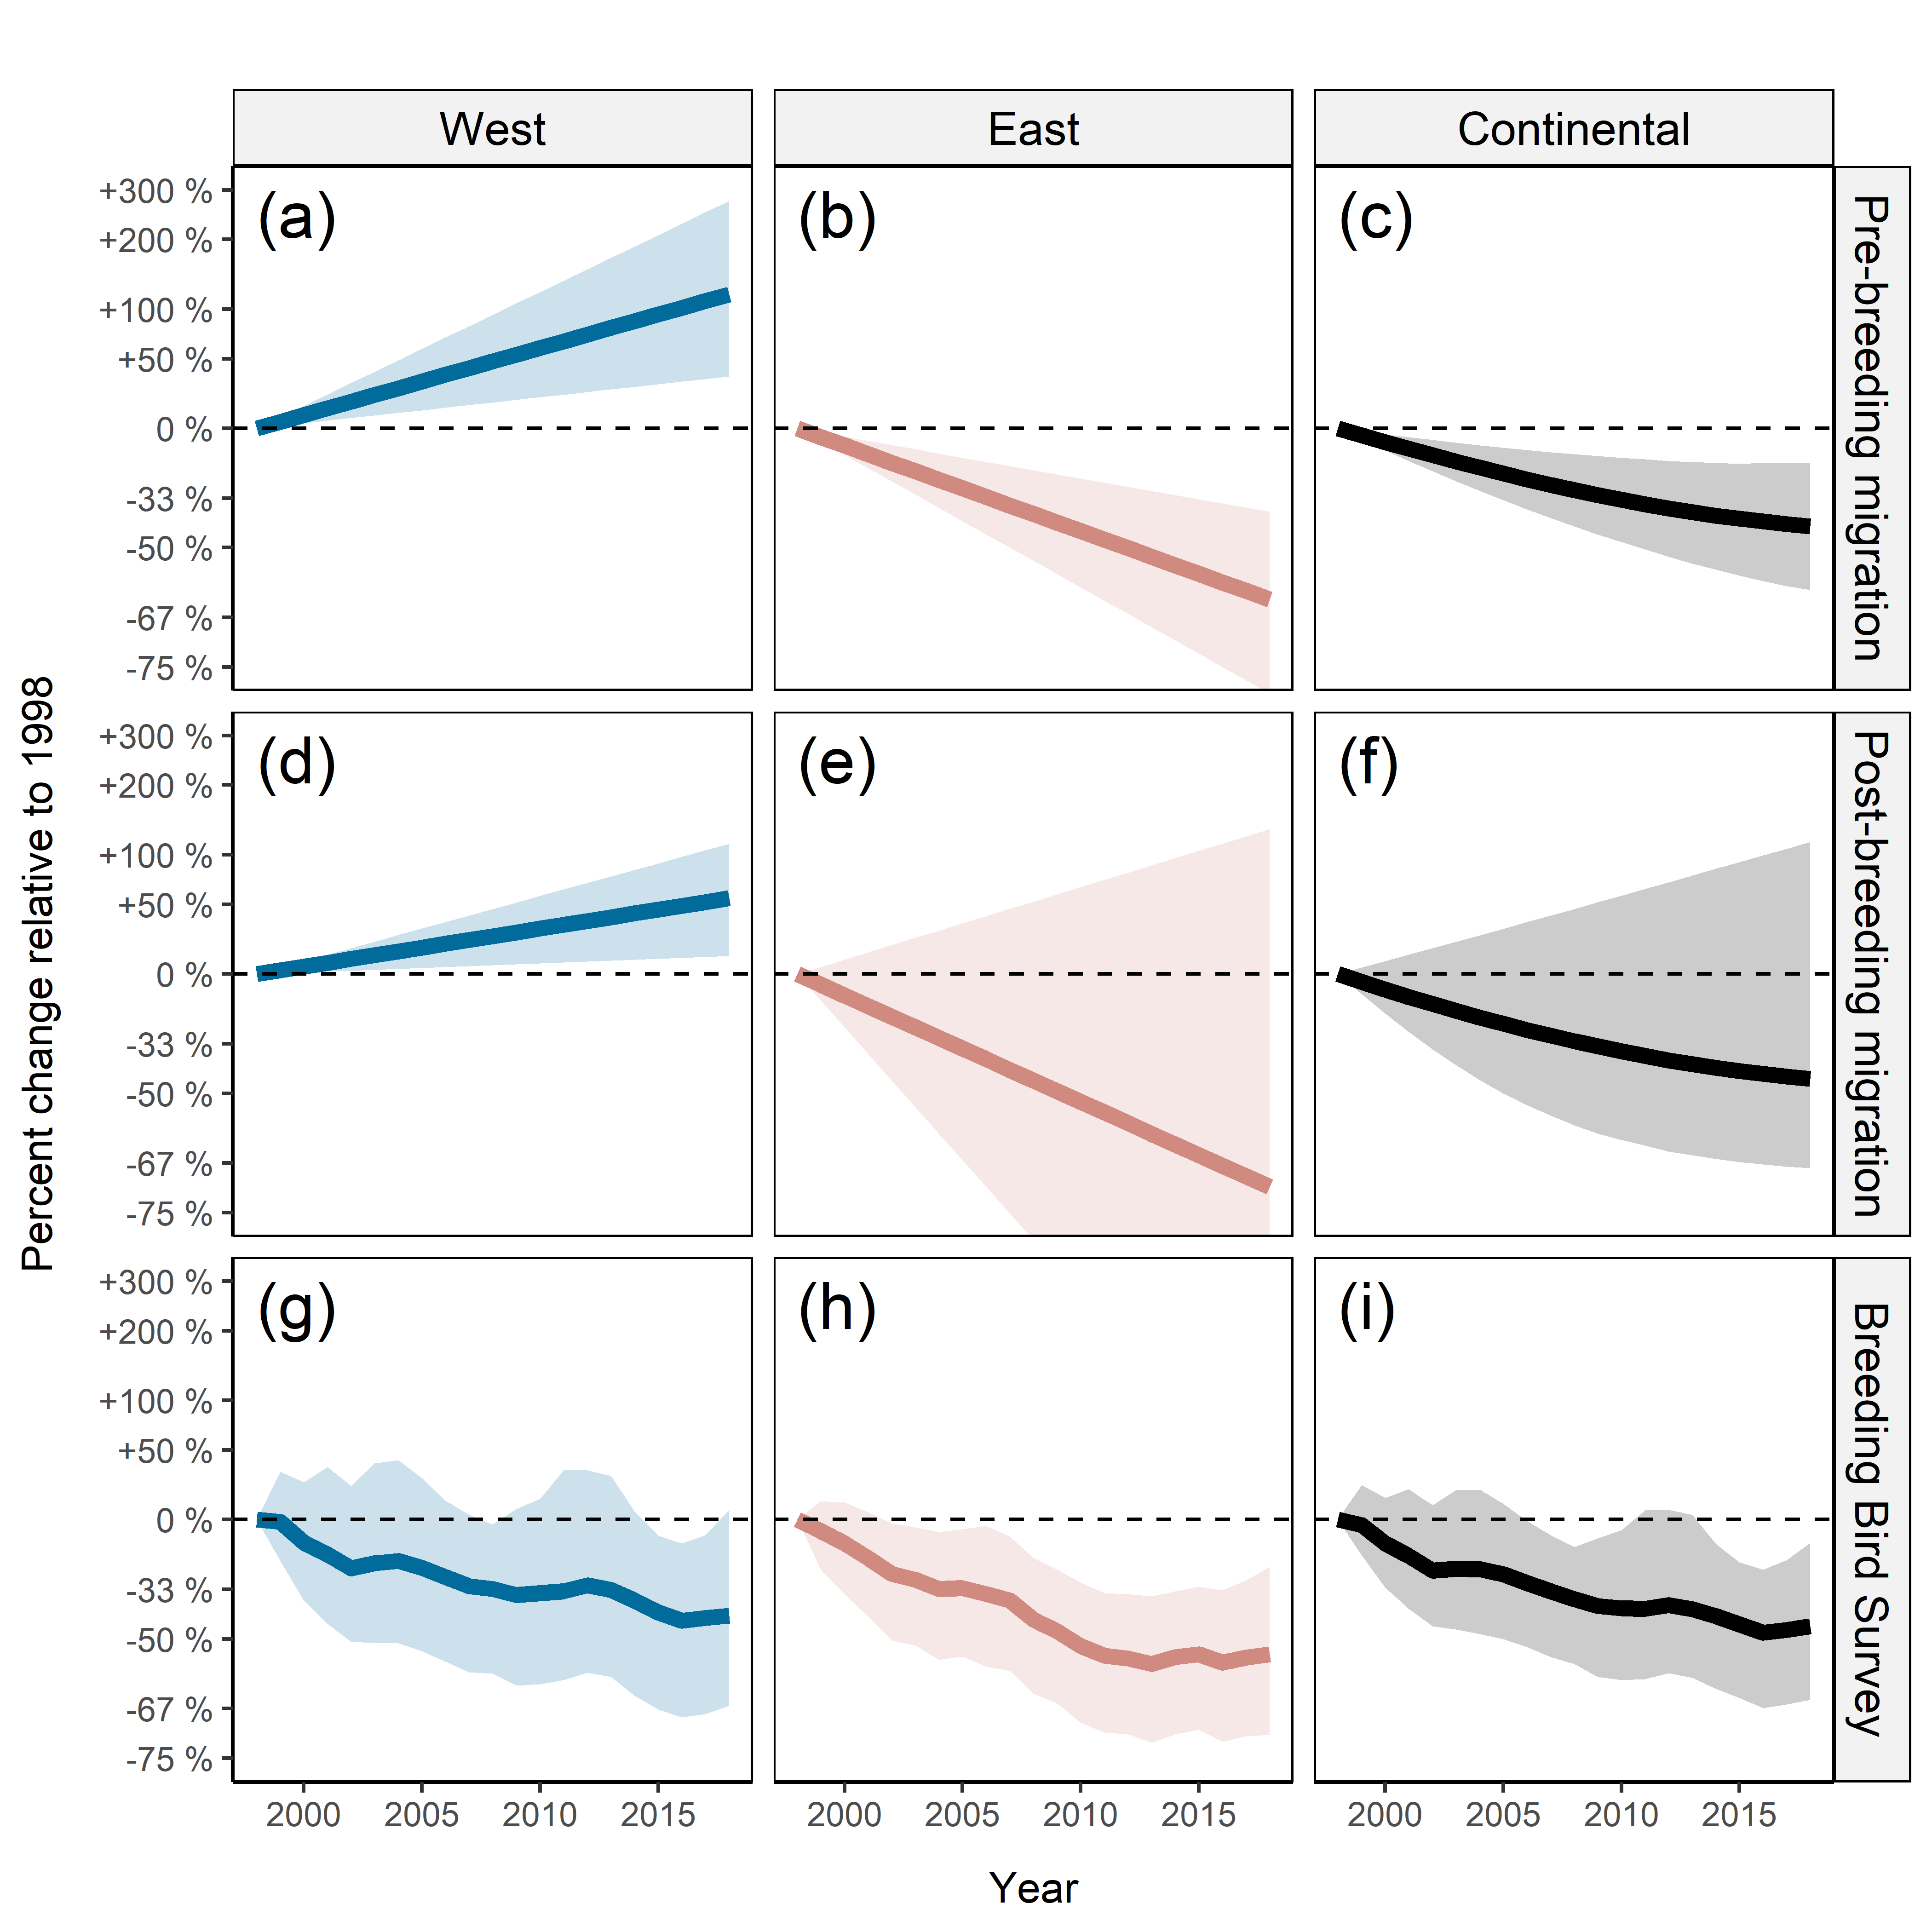 West
East
Continental
+300 %
+200 %
+100 %
+50 %
0 %
-33 %
-50 %
-67 %
-75 %
(a)
(b)
(c)
Pre-breeding migration
+300 %
+200 %
+100 %
+50 %
0 %
-33 %
-50 %
-67 %
-75 %
(d)
(e)
(f)
Post-breeding migration
+300 %
+200 %
+100 %
+50 %
0 %
-33 %
-50 %
-67 %
-75 %
(g)
(h)
(i)
Breeding Bird Survey
Percent change relative to 1998
2000 2005 2010 2015
2000 2005 2010 2015
2000 2005 2010 2015
Year